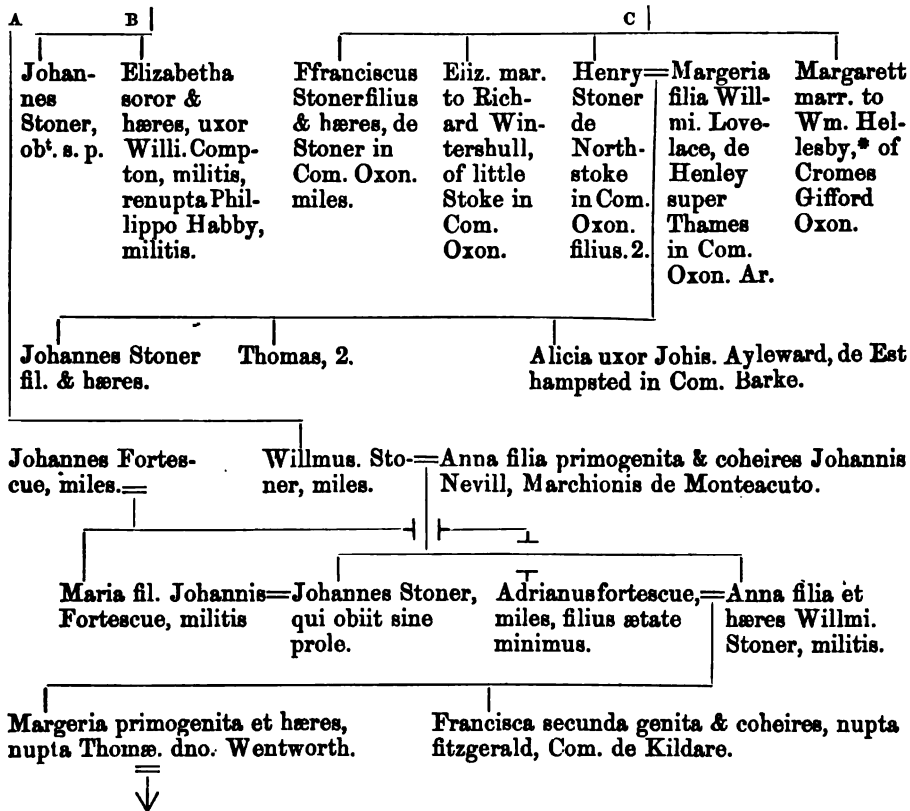 A B C
Johan-
nes
Stoner,
obᵗ. s. p.
Elizabetha
soror &
hæres, uxor
Willi. Comp-
ton, militis,
renupta Phil-
lippo Habby,
militis.
Ffranciscus
Stoner filius
& hæres, de
Stoner in
Com. Oxon.
miles.
Eiiz. mar.
to Rich-
ard Win-
tershull,
of little
Stoke in
Com.
Oxon.
Henry=
Stoner
de
North-
stoke
in Com.
Oxon.
filius. 2.
Margeria
filia Will-
mi. Love-
lace, de
Henley
super
Thames
in Com.
Oxon. Ar.
Margarett
marr. to
Wm. Hel-
lesby,* of
Cromes
Gifford
Oxon.
Johannes Stoner
fil. & hæres.
Thomas, 2.
Alicia uxor Johis. Ayleward, de Est
hampsted in Com. Barke.
Johannes Fortes-
cue, miles.=
Willmus. Sto-=
ner, miles.
Anna filia primogenita & coheires Johannis
Nevill, Marchionis de Monteacuto.
Maria fil. Johannis=
Fortescue, militis
Johannes Stoner,
qui obiit sine
prole.
Adrianus fortescue,=
miles, filius ætate
minimus.
Anna filia et
hæres Willmi.
Stoner, militis.
Margeria primogenita et hæres,
nupta Thomæ. dno. Wentworth.
Francisca secunda genita & coheires, nupta
fitzgerald, Com. de Kildare.